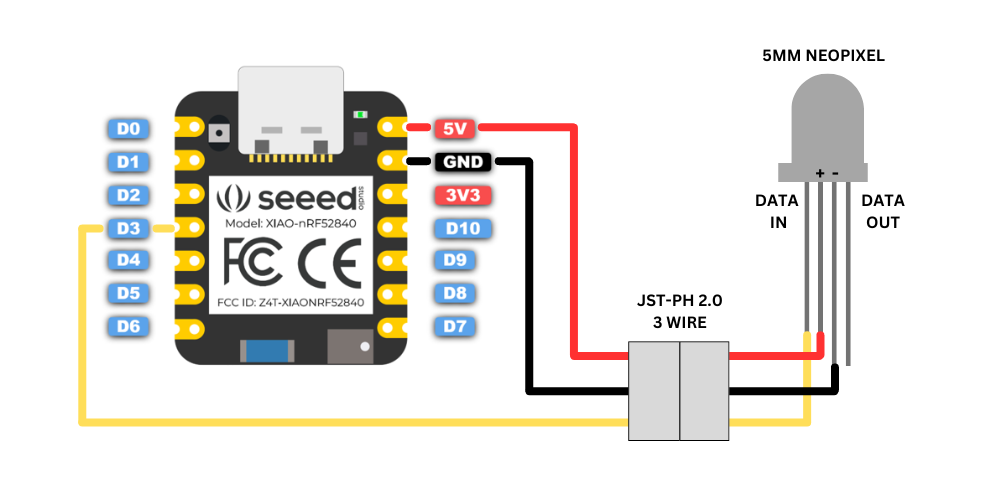 5MM NEOPIXEL
D0
D1
D2
D3
D4
D5
D6
5V
GND
3V3
D10
D9
D8
D7
seeed
studio
Model: XIAO-nRF52840
FCC CE
FCC ID: Z4T-XIAONRF52840
+ -
DATA
IN
DATA
OUT
JST-PH 2.0
3 WIRE